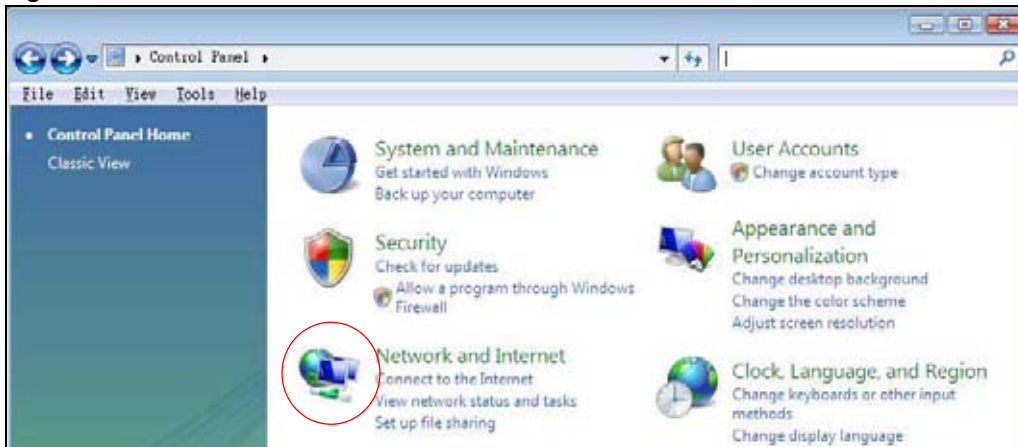 Control Panel
File Edit View Tools Help
Control Panel Home
Classic View
System and Maintenance
Get started with Windows
Back up your computer
Security
Check for updates
Allow a program through Windows
Firewall
Network and Internet
Connect to the Internet
View network status and tasks
Set up file sharing
User Accounts
Change account type
Appearance and
Personalization
Change desktop background
Change the color scheme
Adjust screen resolution
Clock, Language, and Region
Change keyboards or other input
methods
Change display language